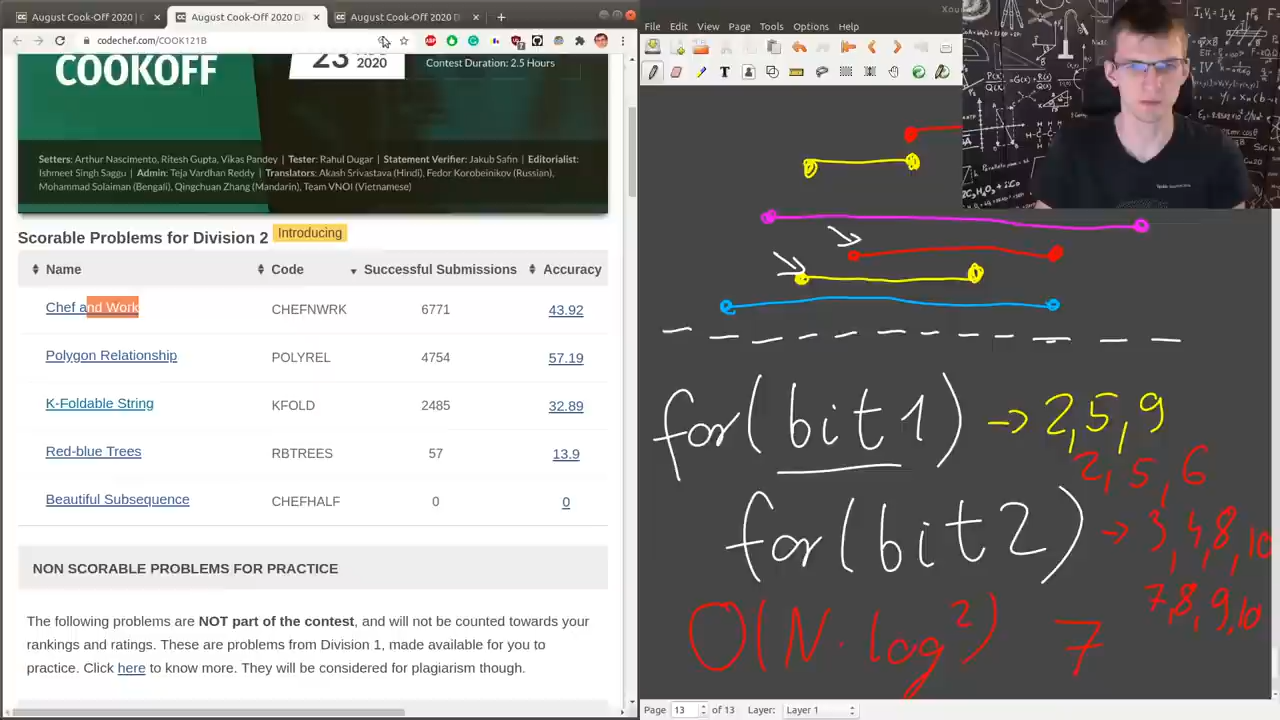 August Cook-Off 2020 |
August Cook-Off 2020 Di
August Cook-Off 2020 D
codechef.com/COOK121B
COOKOFF
23
2020
Contest Duration: 2.5 Hours
Setters: Arthur Nascimento, Ritesh Gupta, Vikas Pandey | Tester: Rahul Dugar | Statement Verifier: Jakub Safin | Editorialist:
Ishmeet Singh Saggu | Admin: Teja Vardhan Reddy | Translators: Akash Srivastava (Hindi), Fedor Korobeinikov (Russian),
Mohammad Solaiman (Bengali), Qingchuan Zhang (Mandarin), Team VNOI (Vietnamese)
Scorable Problems for Division 2 Introducing
Name Code Successful Submissions Accuracy
Chef and Work CHEFNWRK 6771 43.92
Polygon Relationship POLYREL 4754 57.19
K-Foldable String KFOLD 2485 32.89
Red-blue Trees RBTREES 57 13.9
Beautiful Subsequence CHEFHALF 0 0
NON SCORABLE PROBLEMS FOR PRACTICE
The following problems are NOT part of the contest, and will not be counted towards your
rankings and ratings. These are problems from Division 1, made available for you to
practice. Click here to know more. They will be considered for plagiarism though.
Xou
File Edit View Page Tools Options Help
for(bit1) -> 2,5,9
2,5,6
for(bit2) -> 3,4,8,10
7,8,9,10
O(N·log²) 7
Page 13 of 13 Layer: Layer 1